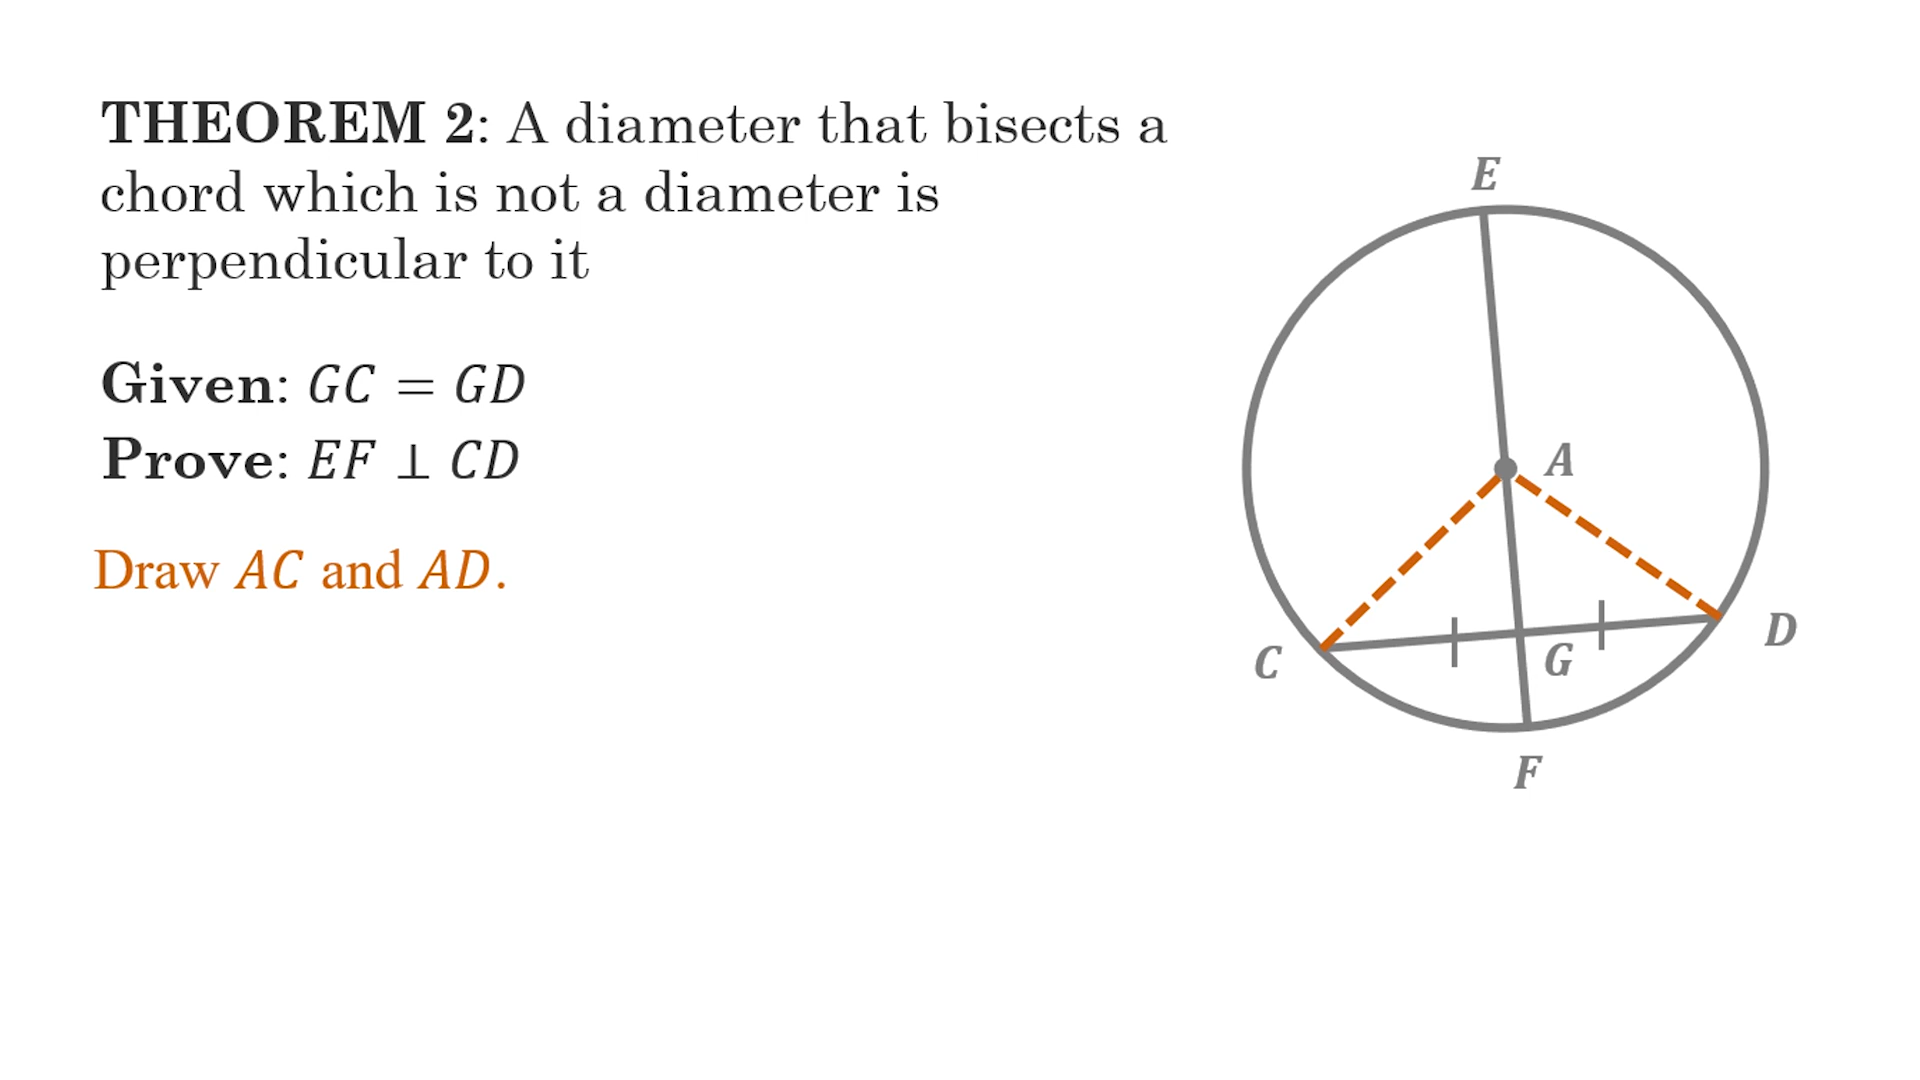 THEOREM 2: A diameter that bisects a
chord which is not a diameter is
perpendicular to it
Given: GC = GD
Prove: EF ⊥ CD
Draw AC and AD.
E
A
C
G
D
F